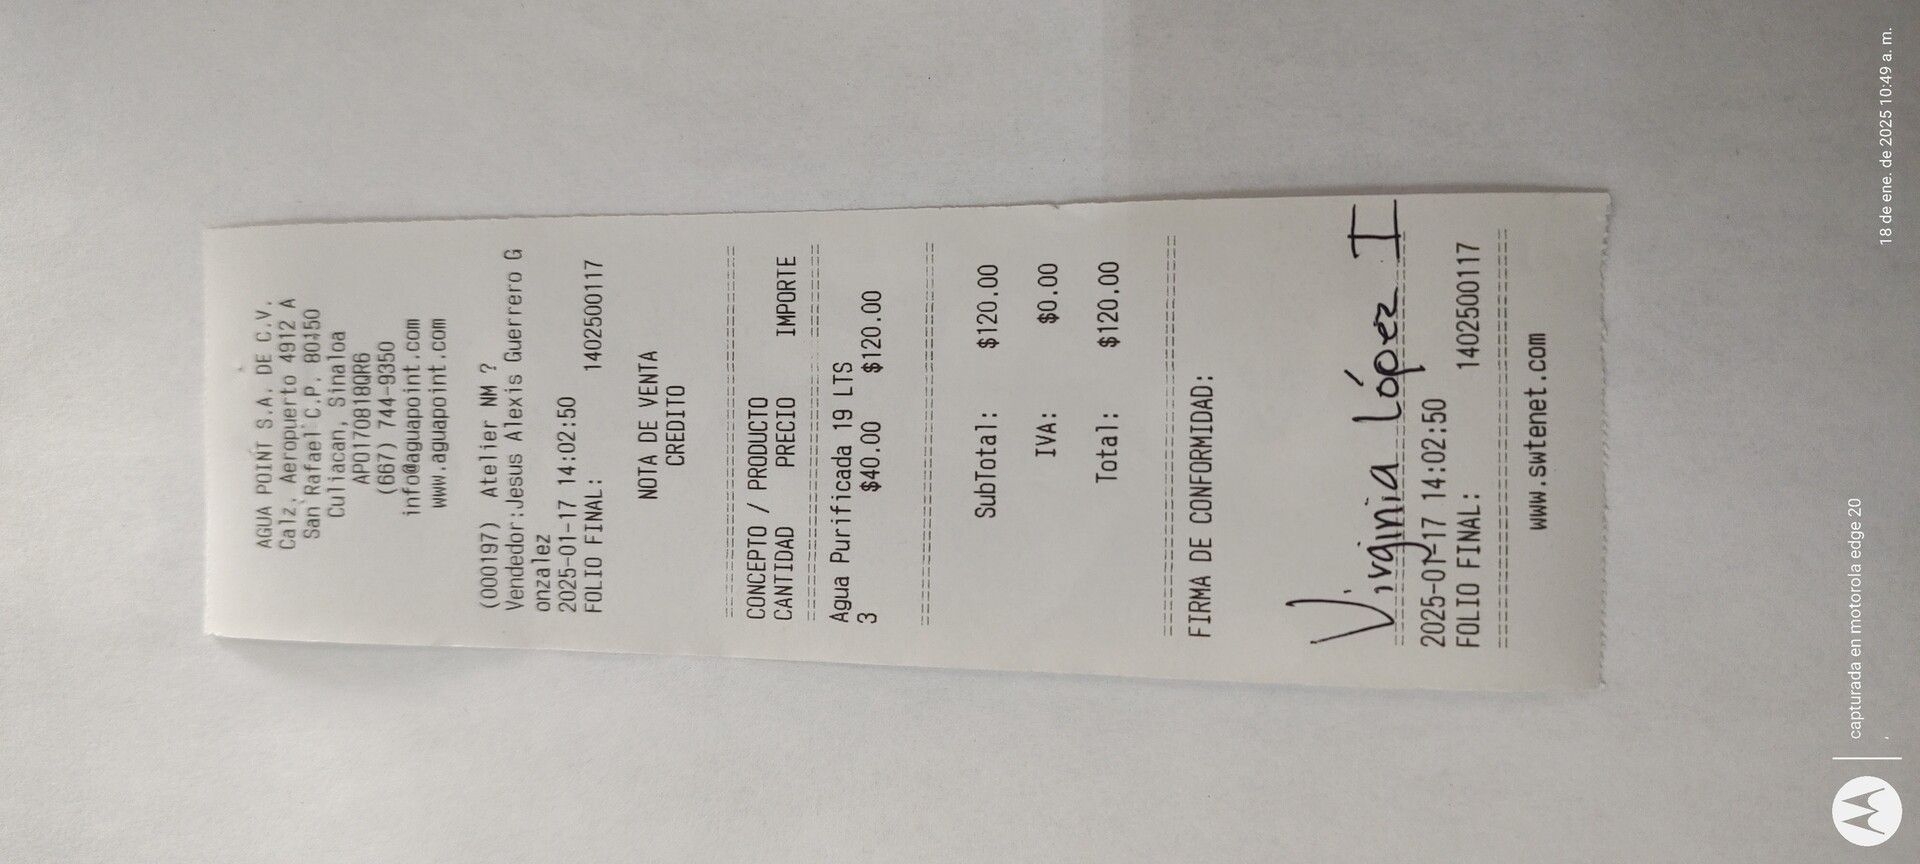 AGUA POINT S.A. DE C.V.
Calz. Aeropuerto 4912 A
San Rafael C.P. 80150
Culiacan, Sinaloa
APO170818QR6
(667) 744-9350
info@aguapoint.com
www.aguapoint.com
(000197) Atelier NM ?
Vendedor:Jesus Alexis Guerrero G
onzalez
2025-01-17 14:02:50
FOLIO FINAL: 1402500117
NOTA DE VENTA
CREDITO
CONCEPTO / PRODUCTO
CANTIDAD PRECIO IMPORTE
Agua Purificada 19 LTS
3 $40.00 $120.00
SubTotal: $120.00
IVA: $0.00
Total: $120.00
FIRMA DE CONFORMIDAD:
Virginia López I
2025-01-17 14:02:50
FOLIO FINAL: 1402500117
www.swtenet.com
capturada en motorola edge 20
18 de ene. de 2025 10:49 a. m.